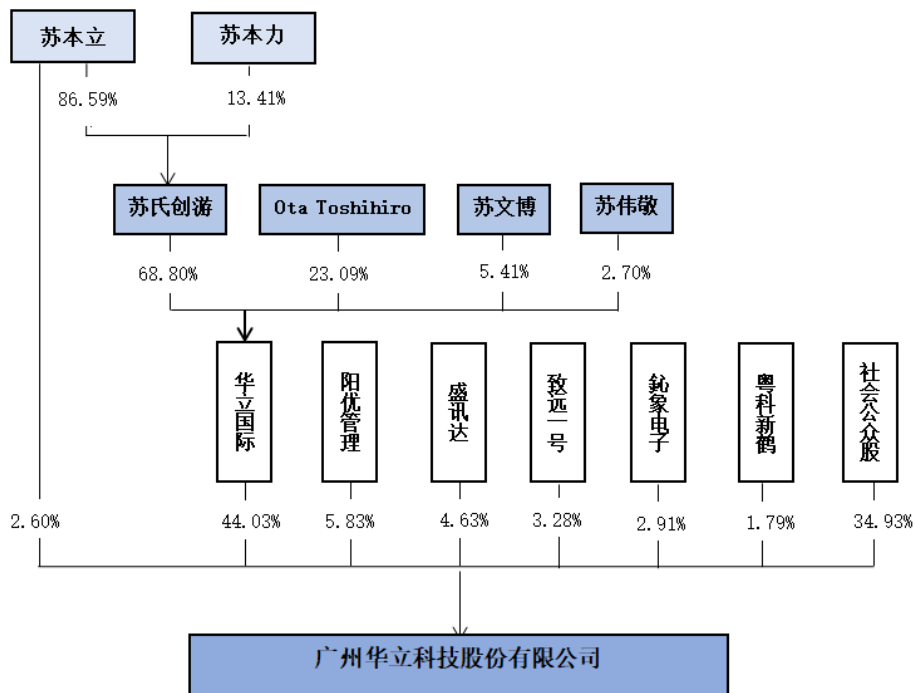 苏本立
苏本力
86.59%
13.41%
苏氏创游
Ota Toshihiro
苏文博
苏伟敬
68.80%
23.09%
5.41%
2.70%
华立国际
阳优管理
盛讯达
致远一号
鈊象电子
粤科新鹤
社会公众股
2.60%
44.03%
5.83%
4.63%
3.28%
2.91%
1.79%
34.93%
广州华立科技股份有限公司